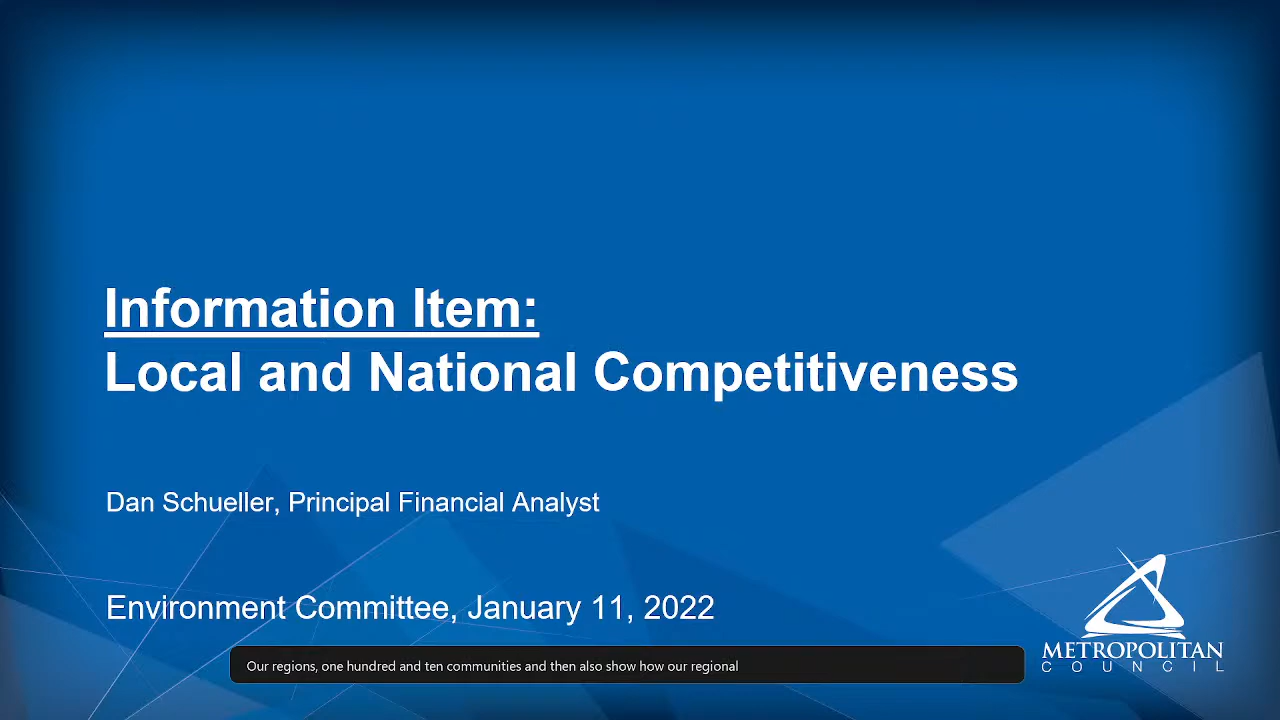 Information Item:
Local and National Competitiveness
Dan Schueller, Principal Financial Analyst
Environment Committee, January 11, 2022
Our regions, one hundred and ten communities and then also show how our regional
METROPOLITAN
COUNCIL